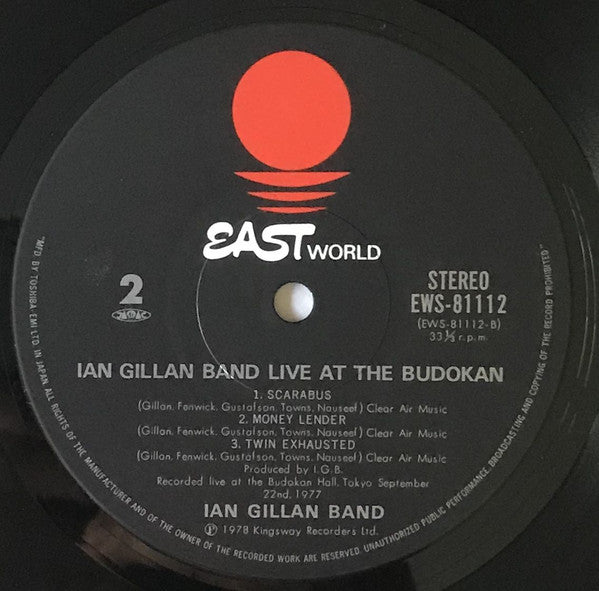 EAST WORLD
2
JASRAC
STEREO
EWS-81112
(EWS-81112-B)
33⅓ r.p.m.
IAN GILLAN BAND LIVE AT THE BUDOKAN
1. SCARABUS
(Gillan, Fenwick, Gustafson, Towns, Nauseef) Clear Air Music
2. MONEY LENDER
(Gillan, Fenwick, Gustafson, Towns, Nauseef) Clear Air Music
3. TWIN EXHAUSTED
(Gillan, Fenwick, Gustafson, Towns, Nauseef) Clear Air Music
Produced by I.G.B.
Recorded live at the Budokan Hall, Tokyo September
22nd, 1977
IAN GILLAN BAND
Ⓟ 1978 Kingsway Recorders Ltd.
"MFD. BY TOSHIBA EMI LTD. IN JAPAN ALL RIGHTS OF THE MANUFACTURER AND OF THE OWNER OF THE RECORDED WORK ARE RESERVED. UNAUTHORIZED PUBLIC PERFORMANCE, BROADCASTING AND COPYING OF THE RECORD PROHIBITED"